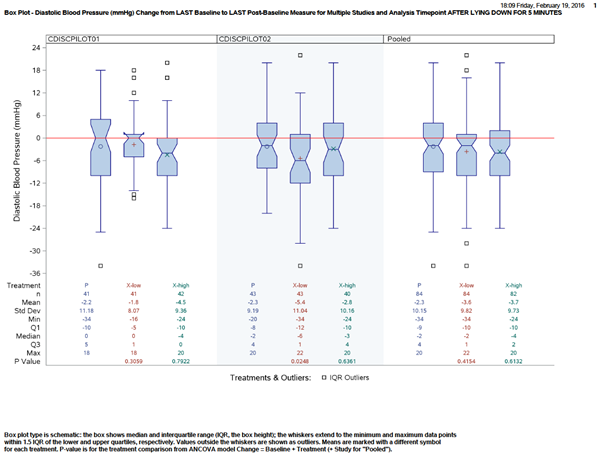 18:09 Friday, February 19, 2016 1
Box Plot - Diastolic Blood Pressure (mmHg) Change from LAST Baseline to LAST Post-Baseline Measure for Multiple Studies and Analysis Timepoint AFTER LYING DOWN FOR 5 MINUTES
CDISCPILOT01 CDISCPILOT02 Pooled
24
18
12
6
0
-6
-12
-18
-24
-30
-36
Diastolic Blood Pressure (mmHg)
Treatment P X-low X-high P X-low X-high P X-low X-high
n 41 41 42 43 43 40 84 84 82
Mean -2.2 -1.8 -4.5 -2.3 -5.4 -2.8 -2.3 -3.6 -3.7
Std Dev 11.18 8.07 9.36 9.19 11.04 10.16 10.15 9.82 9.73
Min -34 -16 -24 -20 -34 -24 -34 -34 -24
Q1 -10 -5 -10 -8 -12 -10 -9 -10 -10
Median 0 0 -4 -2 -6 -3 -2 -2 -4
Q3 5 1 0 4 1 4 4 1 2
Max 18 18 20 20 22 20 20 22 20
P Value 0.3059 0.7922 0.0248 0.6361 0.4154 0.6132
Treatments & Outliers: IQR Outliers
Box plot type is schematic: the box shows median and interquartile range (IQR, the box height); the whiskers extend to the minimum and maximum data points
within 1.5 IQR of the lower and upper quartiles, respectively. Values outside the whiskers are shown as outliers. Means are marked with a different symbol
for each treatment. P-value is for the treatment comparison from ANCOVA model Change = Baseline + Treatment (+ Study for "Pooled").